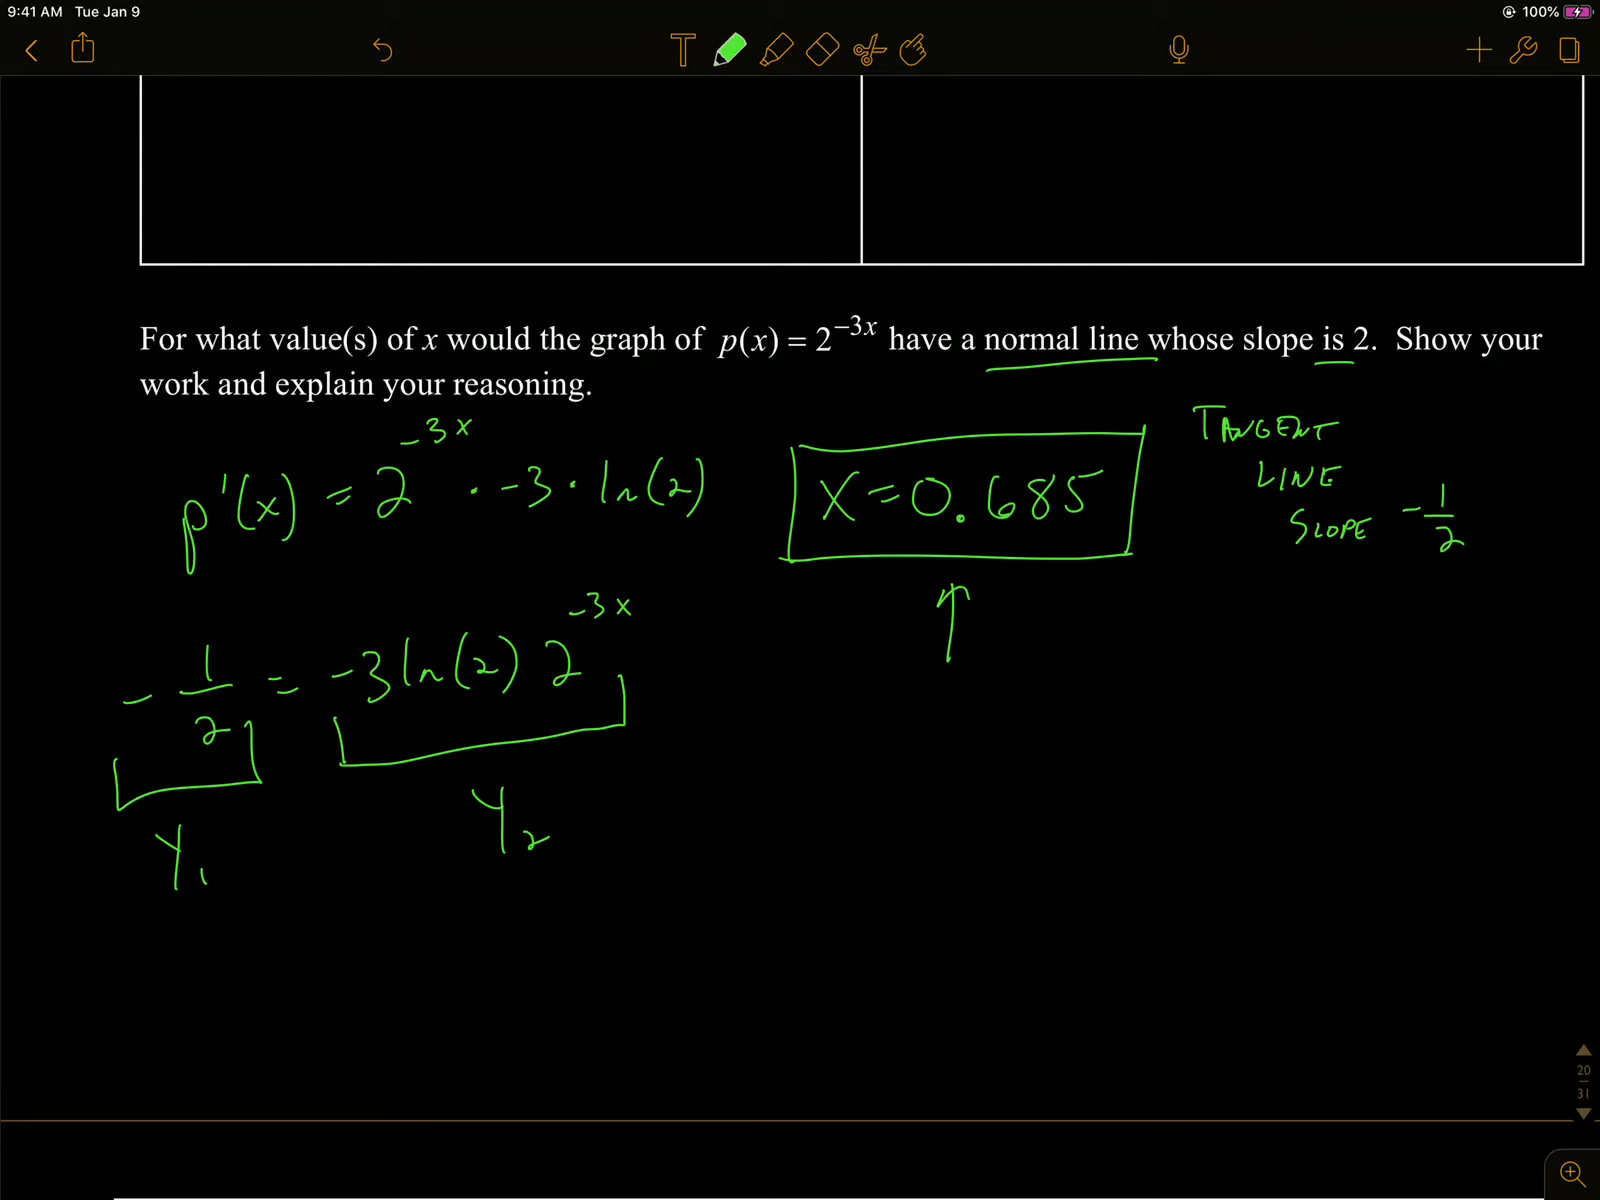 9:41 AM Tue Jan 9
100%
T
For what value(s) of x would the graph of p(x) = 2^{-3x} have a normal line whose slope is 2. Show your
work and explain your reasoning.
p'(x) = 2^{-3x} · -3 · ln(2)
X = 0.685
TANGENT
LINE
SLOPE -1/2
-1/2 = -3 ln(2) 2^{-3x}
Y₁
Y₂
20
31